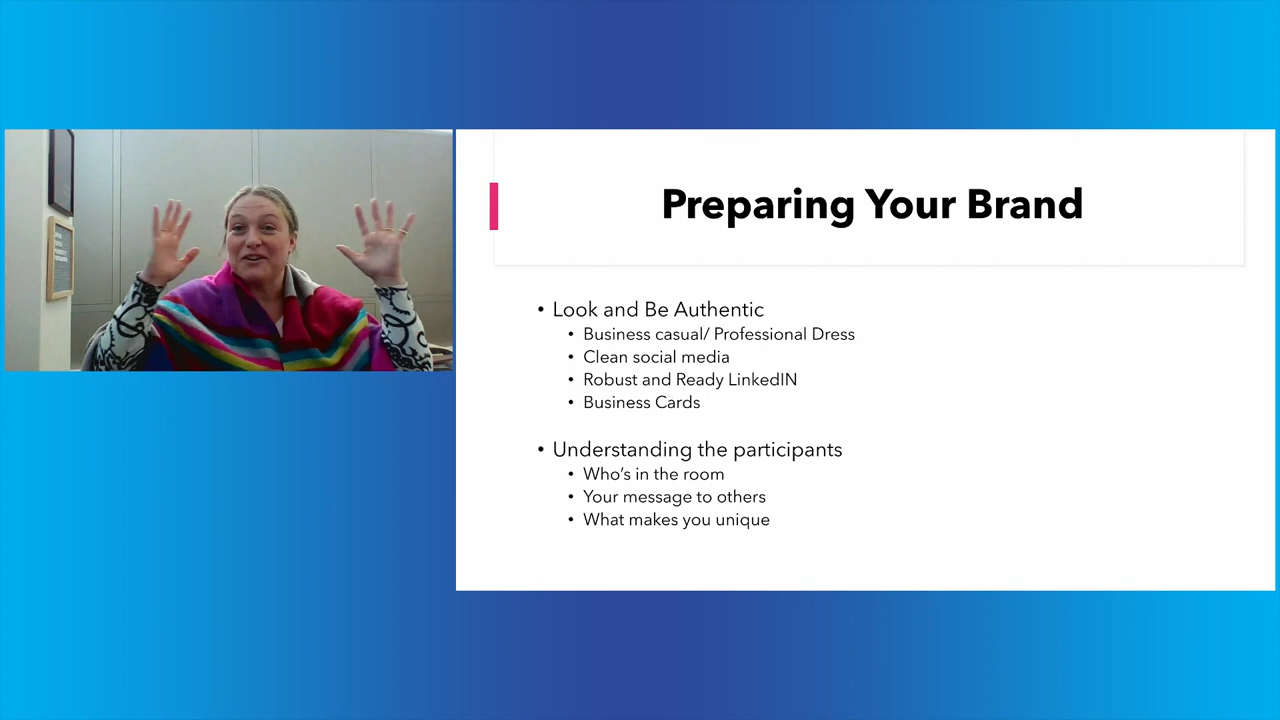 Preparing Your Brand
• Look and Be Authentic
• Business casual/ Professional Dress
• Clean social media
• Robust and Ready LinkedIN
• Business Cards
• Understanding the participants
• Who's in the room
• Your message to others
• What makes you unique